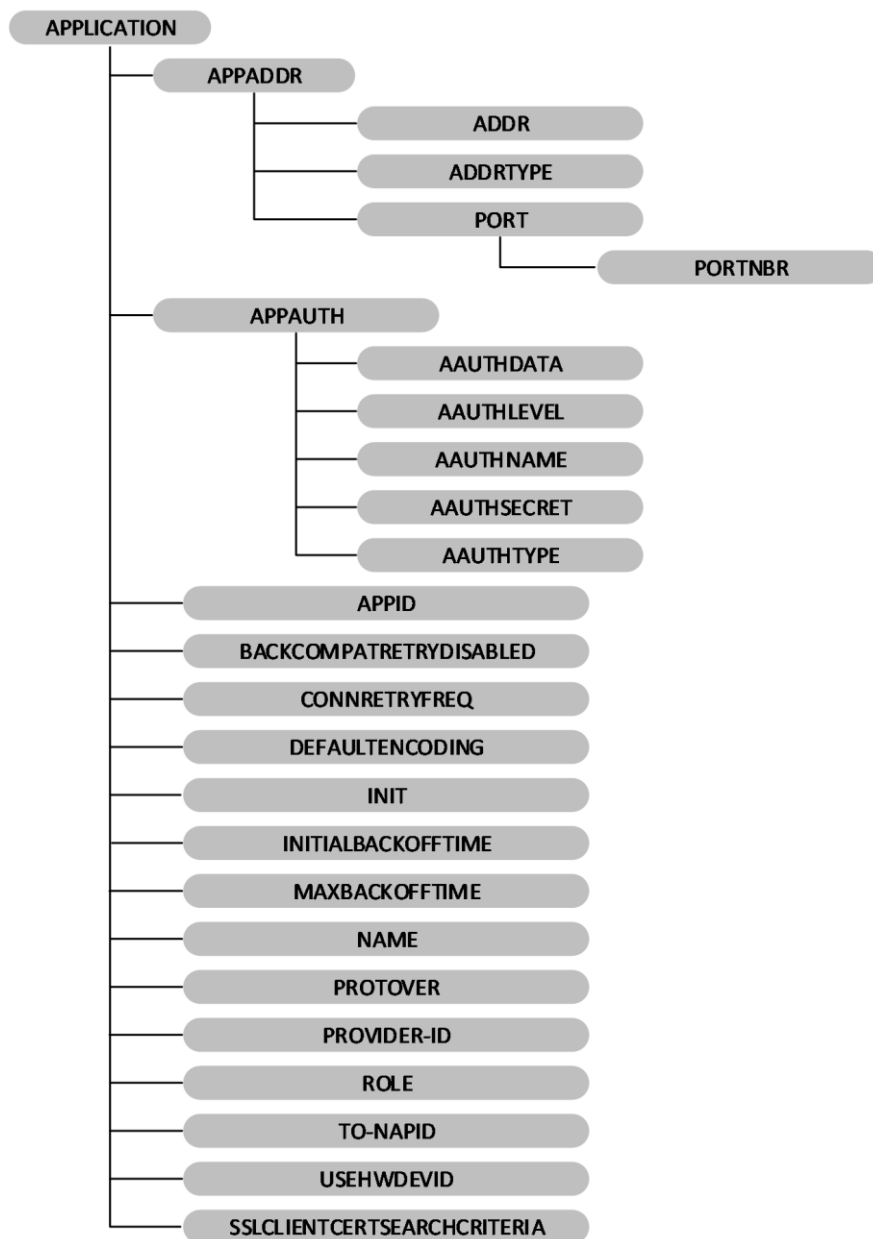 APPLICATION
APPADDR
ADDR
ADDRTYPE
PORT
PORTNBR
APPAUTH
AAUTHDATA
AAUTHLEVEL
AAUTHNAME
AAUTHSECRET
AAUTHTYPE
APPID
BACKCOMPATRETRYDISABLED
CONNRETRYFREQ
DEFAULTENCODING
INIT
INITIALBACKOFFTIME
MAXBACKOFFTIME
NAME
PROTOVER
PROVIDER-ID
ROLE
TO-NAPID
USEHWDEVID
SSLCLIENTCERTSEARCHCRITERIA